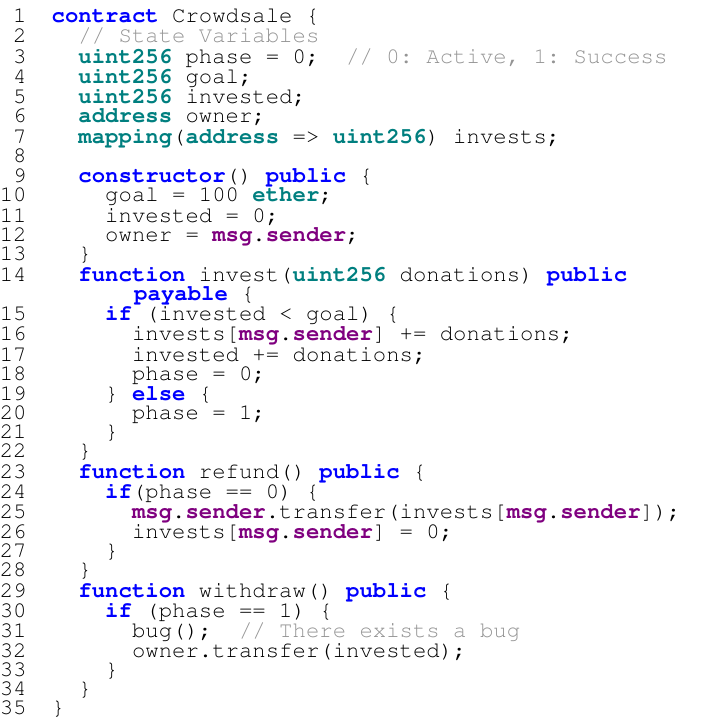 1 contract Crowdsale {
2 // State Variables
3 uint256 phase = 0; // 0: Active, 1: Success
4 uint256 goal;
5 uint256 invested;
6 address owner;
7 mapping(address => uint256) invests;
8
9 constructor() public {
10 goal = 100 ether;
11 invested = 0;
12 owner = msg.sender;
13 }
14 function invest(uint256 donations) public
payable {
15 if (invested < goal) {
16 invests[msg.sender] += donations;
17 invested += donations;
18 phase = 0;
19 } else {
20 phase = 1;
21 }
22 }
23 function refund() public {
24 if(phase == 0) {
25 msg.sender.transfer(invests[msg.sender]);
26 invests[msg.sender] = 0;
27 }
28 }
29 function withdraw() public {
30 if (phase == 1) {
31 bug(); // There exists a bug
32 owner.transfer(invested);
33 }
34 }
35 }